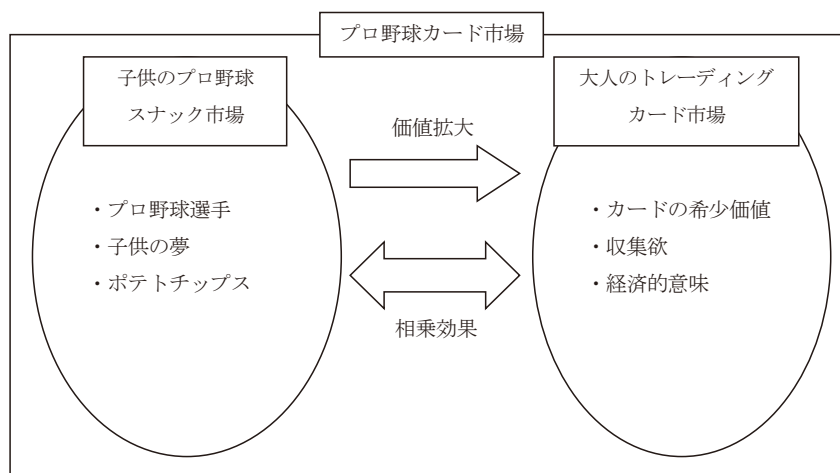 プロ野球カード市場
子供のプロ野球
スナック市場
・プロ野球選手
・子供の夢
・ポテトチップス
価値拡大
相乗効果
大人のトレーディング
カード市場
・カードの希少価値
・収集欲
・経済的意味